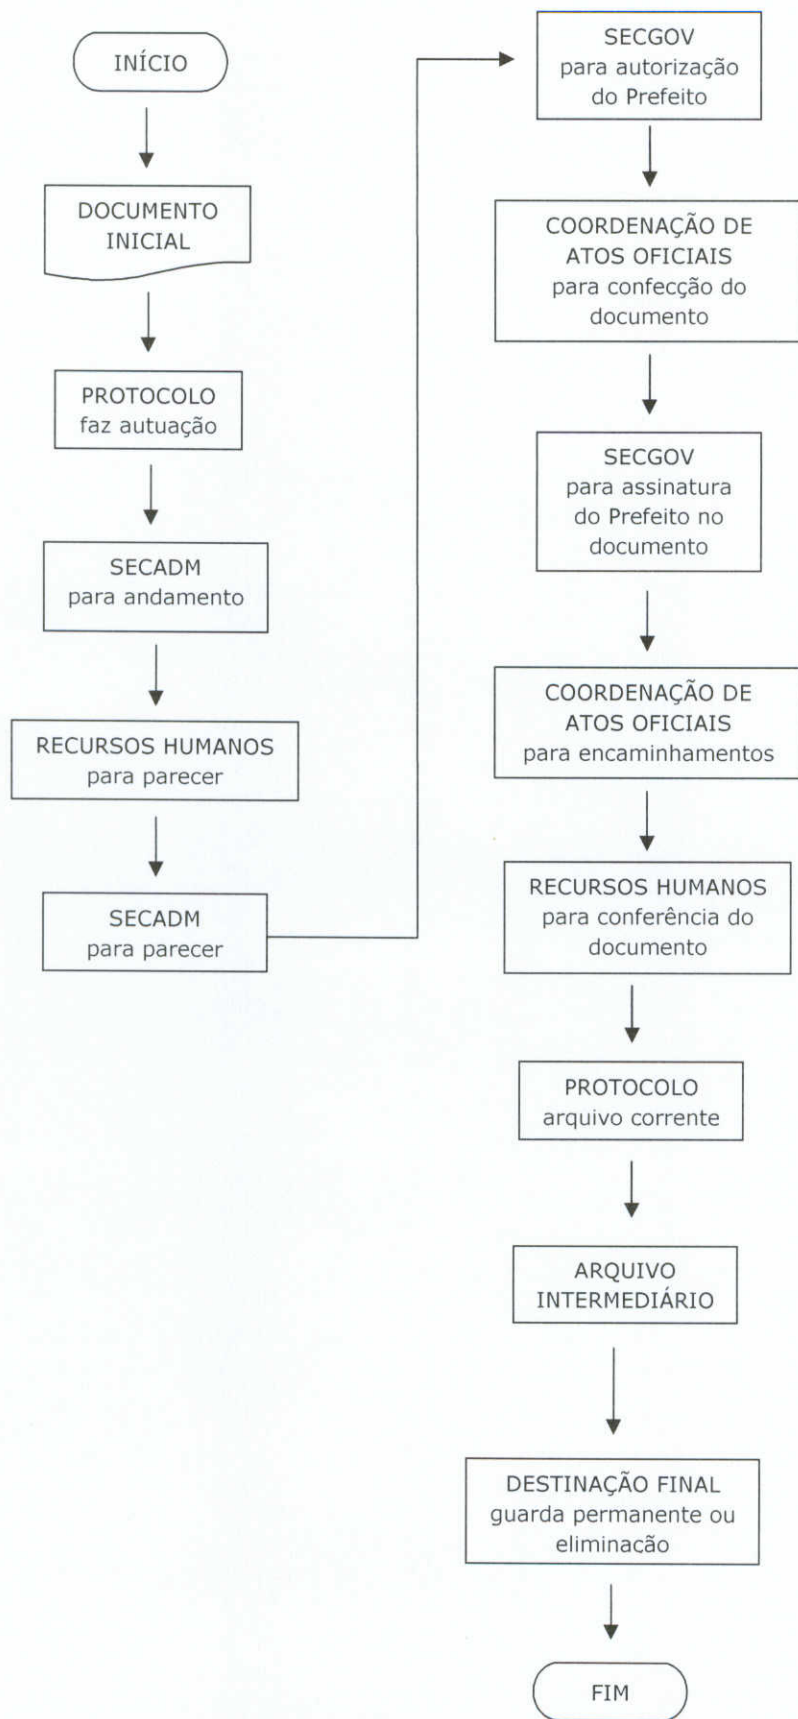 INÍCIO
DOCUMENTO
INICIAL
PROTOCOLO
faz autuação
SECADM
para andamento
RECURSOS HUMANOS
para parecer
SECADM
para parecer
SECGOV
para autorização
do Prefeito
COORDENAÇÃO DE
ATOS OFICIAIS
para confecção do
documento
SECGOV
para assinatura
do Prefeito no
documento
COORDENAÇÃO DE
ATOS OFICIAIS
para encaminhamentos
RECURSOS HUMANOS
para conferência do
documento
PROTOCOLO
arquivo corrente
ARQUIVO
INTERMEDIÁRIO
DESTINAÇÃO FINAL
guarda permanente ou
eliminação
FIM